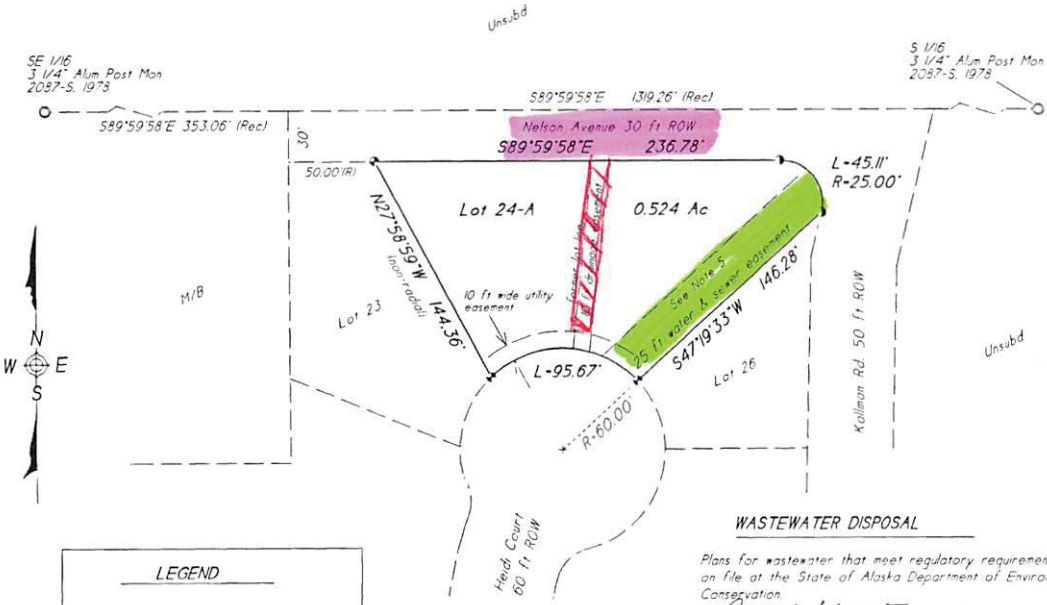 Unsubd
SE 1/16
3 1/4" Alum Post Mon
2087-S, 1978
S 1/16
3 1/4" Alum Post Mon
2087-S, 1978
S89°59'58"E 1319.26' (Rec)
S89°59'58"E 353.06' (Rec)
30'
Nelson Avenue 30 ft ROW
S89°59'58"E 236.78'
50.00'(R)
L=45.11'
R=25.00'
Lot 24-A
0.524 Ac
Former lot line
drainage easement
N27°58'59"W 144.36'
(non-radial)
See Note 5
25 ft water & sewer easement
S47°19'33"W 146.28'
M/B
Lot 23
10 ft wide utility
easement
Lot 26
Kallman Rd. 50 ft ROW
Unsubd
N
W E
S
L=95.67'
R=60.00
Heidi Court
60 ft ROW
WASTEWATER DISPOSAL
Plans for wastewater that meet regulatory requiremen
on file at the State of Alaska Department of Enviro
Conservation.
LEGEND